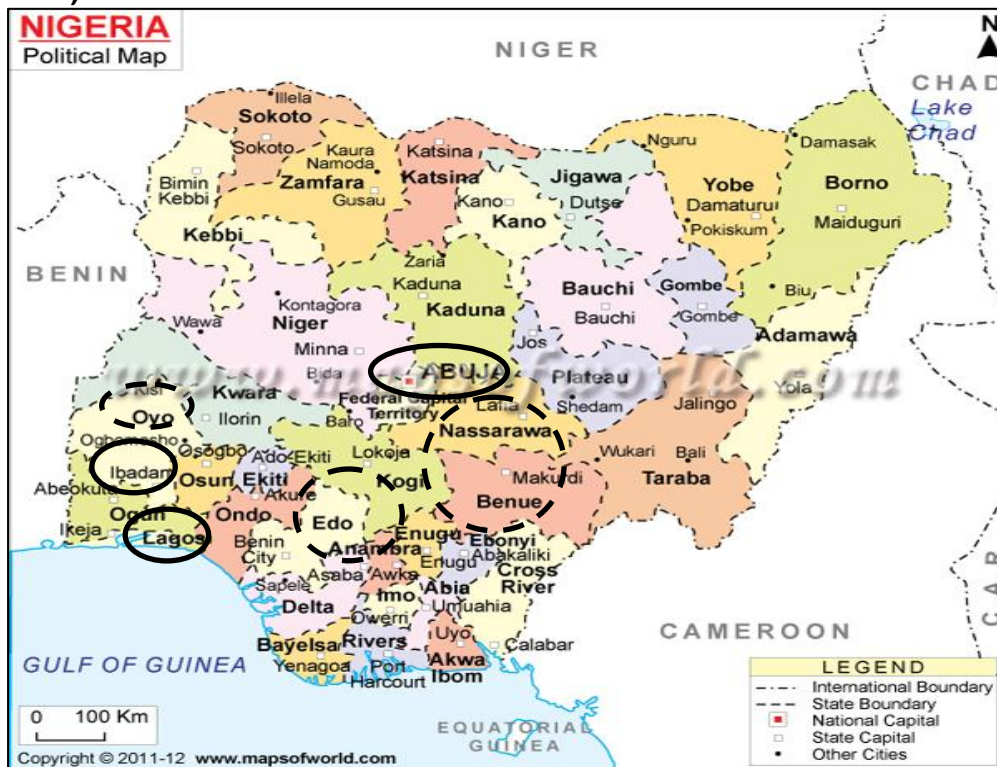 NIGERIA
Political Map
N
NIGER
CHAD
Lake
Chad
Illela
Sokoto
Sokoto
Kaura
Namoda
Zamfara
Gusau
Katsina
Katsina
Nguru
Damasak
Bimin
Kebbi
Kebbi
Kano
Kano
Jigawa
Dutse
Yobe
Damaturu
Pokiskum
Borno
Maiduguri
BENIN
Zaria
Kaduna
Kaduna
Kontagora
Niger
Wawa
Minna
Bida
Bauchi
Bauchi
Gombe
Gombe
Biu
Adamawa
Jos
ABUJA
www.mapsofworld.com
Federal Capital
Territory
Plateau
Shedam
Yola
Jalingo
Kisi
Oyo
Kwara
Ilorin
Baro
Lafia
Nassarawa
Ogbomosho
Osogbo
Ado-Ekiti
Lokoja
Kogi
Makurdi
Benue
Wukari
Bali
Taraba
Ibadan
Osun
Ekiti
Akure
Abeokuta
Ogun
Ondo
Edo
Ikeja
Lagos
Benin
City
Anambra
Enugu
Enugu
Ebonyi
Abakaliki
Cross
River
Asaba
Awka
Sapele
Delta
Imo
Owerri
Abia
Umuahia
Bayelsa
Yenagoa
Rivers
Port
Harcourt
Uyo
Akwa
Ibom
Calabar
CAMEROON
C A R
GULF OF GUINEA
EQUATORIAL
GUINEA
0 100 Km
LEGEND
International Boundary
State Boundary
National Capital
State Capital
Other Cities
Copyright © 2011-12 www.mapsofworld.com